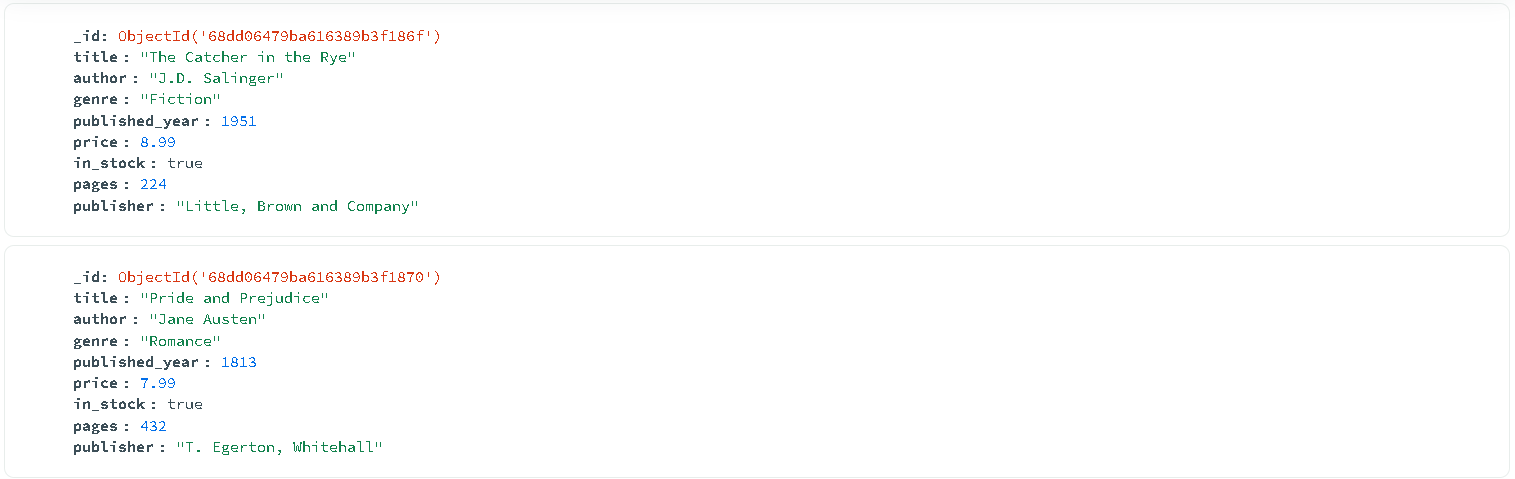 _id: ObjectId('68dd06479ba616389b3f186f')
title : "The Catcher in the Rye"
author : "J.D. Salinger"
genre : "Fiction"
published_year : 1951
price : 8.99
in_stock : true
pages : 224
publisher : "Little, Brown and Company"
_id: ObjectId('68dd06479ba616389b3f1870')
title : "Pride and Prejudice"
author : "Jane Austen"
genre : "Romance"
published_year : 1813
price : 7.99
in_stock : true
pages : 432
publisher : "T. Egerton, Whitehall"